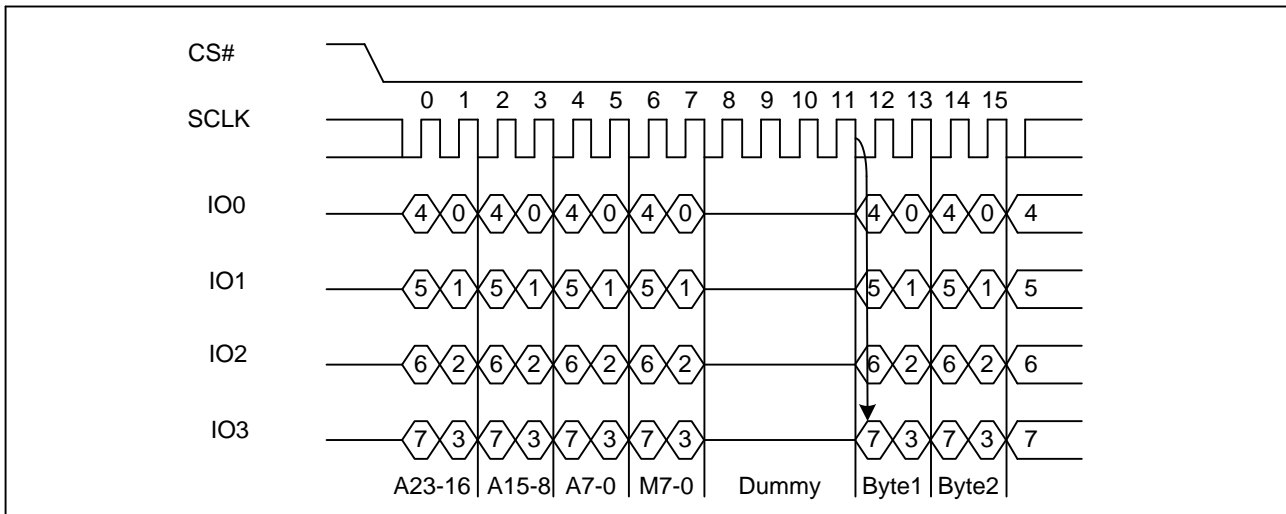 CS#
0 1 2 3 4 5 6 7 8 9 10 11 12 13 14 15
SCLK
IO0 4 0 4 0 4 0 4 0 4 0 4 0 4
IO1 5 1 5 1 5 1 5 1 5 1 5 1 5
IO2 6 2 6 2 6 2 6 2 6 2 6 2 6
IO3 7 3 7 3 7 3 7 3 7 3 7 3 7
A23-16 A15-8 A7-0 M7-0 Dummy Byte1 Byte2